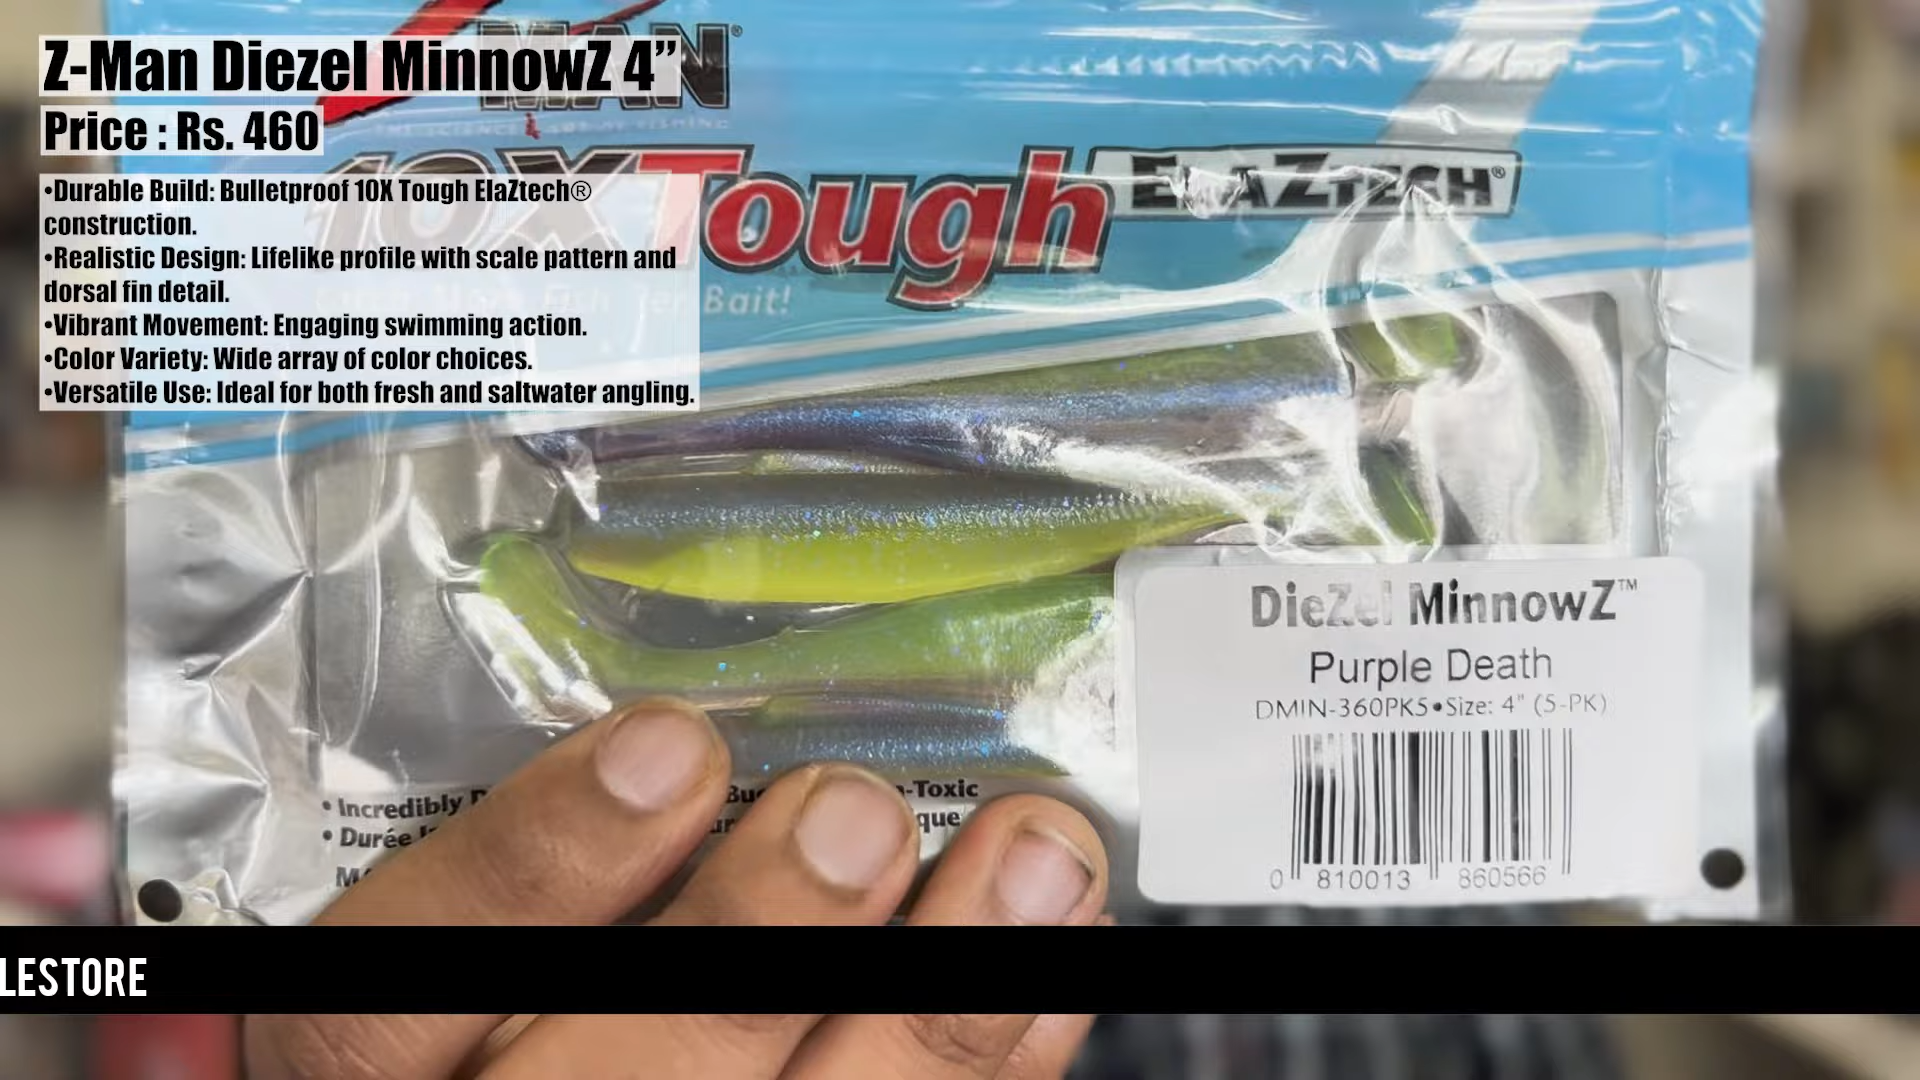 Z-Man Diezel MinnowZ 4”
Price : Rs. 460
•Durable Build: Bulletproof 10X Tough ElaZtech®
construction.
•Realistic Design: Lifelike profile with scale pattern and
dorsal fin detail.
•Vibrant Movement: Engaging swimming action.
•Color Variety: Wide array of color choices.
•Versatile Use: Ideal for both fresh and saltwater angling.
MAN®
10X Tough ElaZtech®
Bait!
DieZel MinnowZ™
Purple Death
DMIN-360PK5•Size: 4" (5-PK)
0 810013 860566
• Incredibly
-Toxic
• Durée
LESTORE